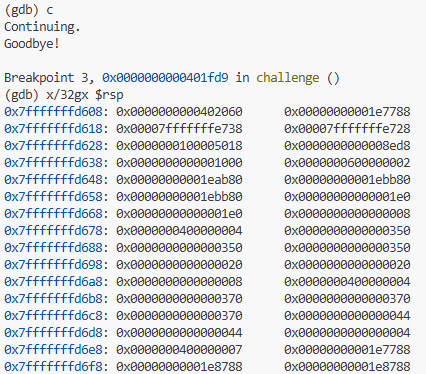 (gdb) c
Continuing.
Goodbye!
Breakpoint 3, 0x0000000000401fd9 in challenge ()
(gdb) x/32gx $rsp
0x7fffffffd608: 0x0000000000402060 0x00000000001e7788
0x7fffffffd618: 0x00007fffffffe738 0x00007fffffffe728
0x7fffffffd628: 0x0000000100005018 0x0000000000008ed8
0x7fffffffd638: 0x0000000000001000 0x0000000600000002
0x7fffffffd648: 0x00000000001eab80 0x00000000001ebb80
0x7fffffffd658: 0x00000000001ebb80 0x00000000000001e0
0x7fffffffd668: 0x00000000000001e0 0x0000000000000008
0x7fffffffd678: 0x0000000400000004 0x0000000000000350
0x7fffffffd688: 0x0000000000000350 0x0000000000000350
0x7fffffffd698: 0x0000000000000020 0x0000000000000020
0x7fffffffd6a8: 0x0000000000000008 0x0000000400000004
0x7fffffffd6b8: 0x0000000000000370 0x0000000000000370
0x7fffffffd6c8: 0x0000000000000370 0x0000000000000044
0x7fffffffd6d8: 0x0000000000000044 0x0000000000000004
0x7fffffffd6e8: 0x0000000400000007 0x00000000001e7788
0x7fffffffd6f8: 0x00000000001e8788 0x00000000001e8788